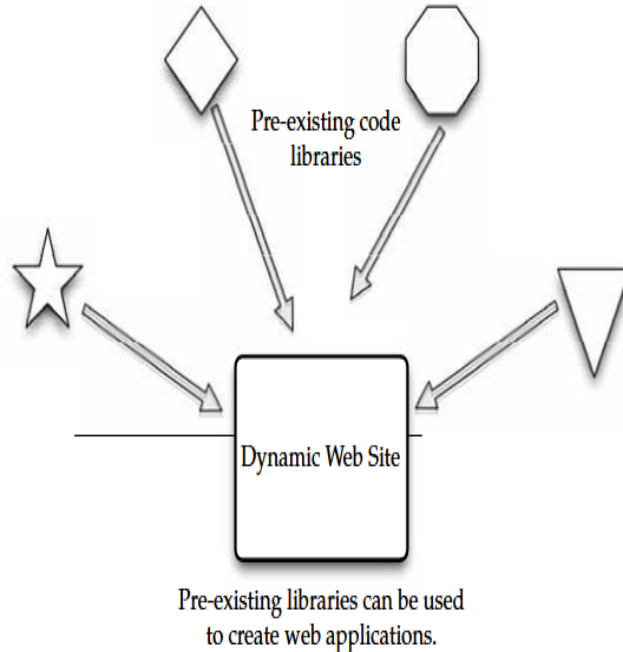 Pre-existing code
libraries
Dynamic Web Site
Pre-existing libraries can be used
to create web applications.